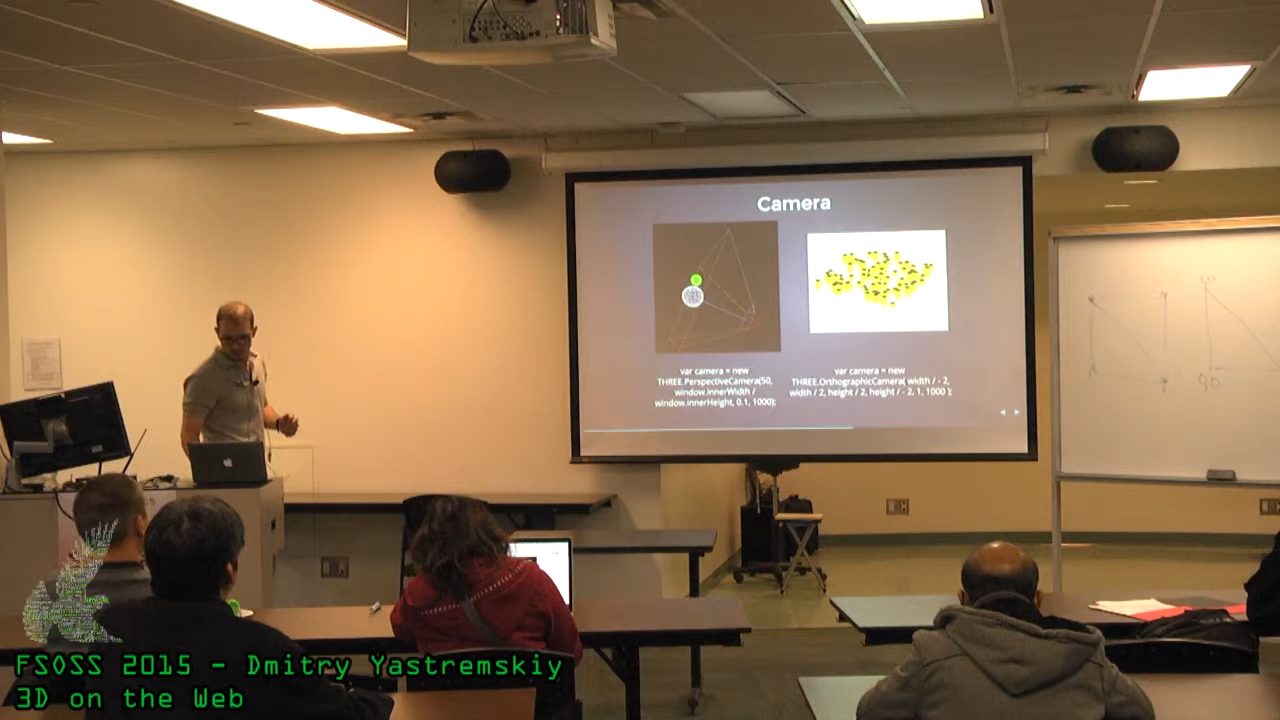 Camera
var camera = new
THREE.PerspectiveCamera(50,
window.innerWidth /
window.innerHeight, 0.1, 1000);
var camera = new
THREE.OrthographicCamera( width / - 2,
width / 2, height / 2, height / - 2, 1, 1000 );
90
FSOSS 2015 - Dmitry Yastremskiy
3D on the Web